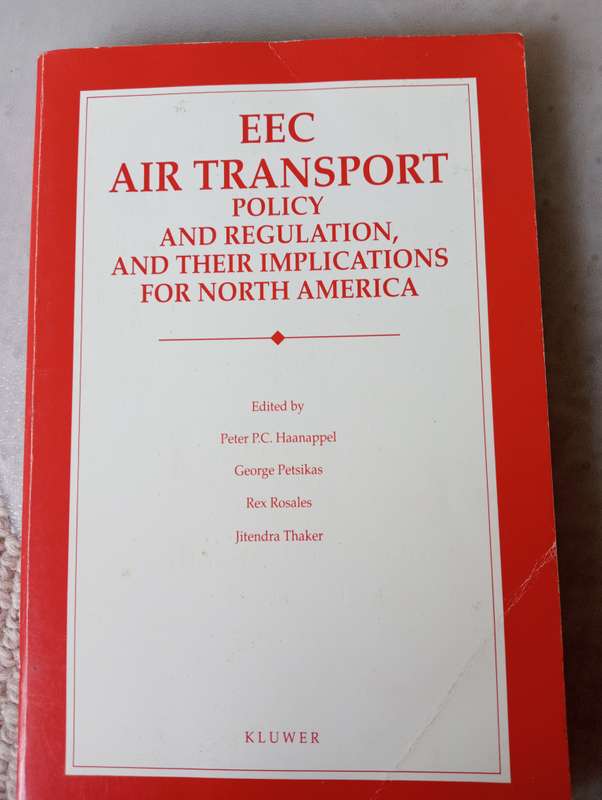 EEC
AIR TRANSPORT
POLICY
AND REGULATION,
AND THEIR IMPLICATIONS
FOR NORTH AMERICA
Edited by
Peter P.C. Haanappel
George Petsikas
Rex Rosales
Jitendra Thaker
KLUWER